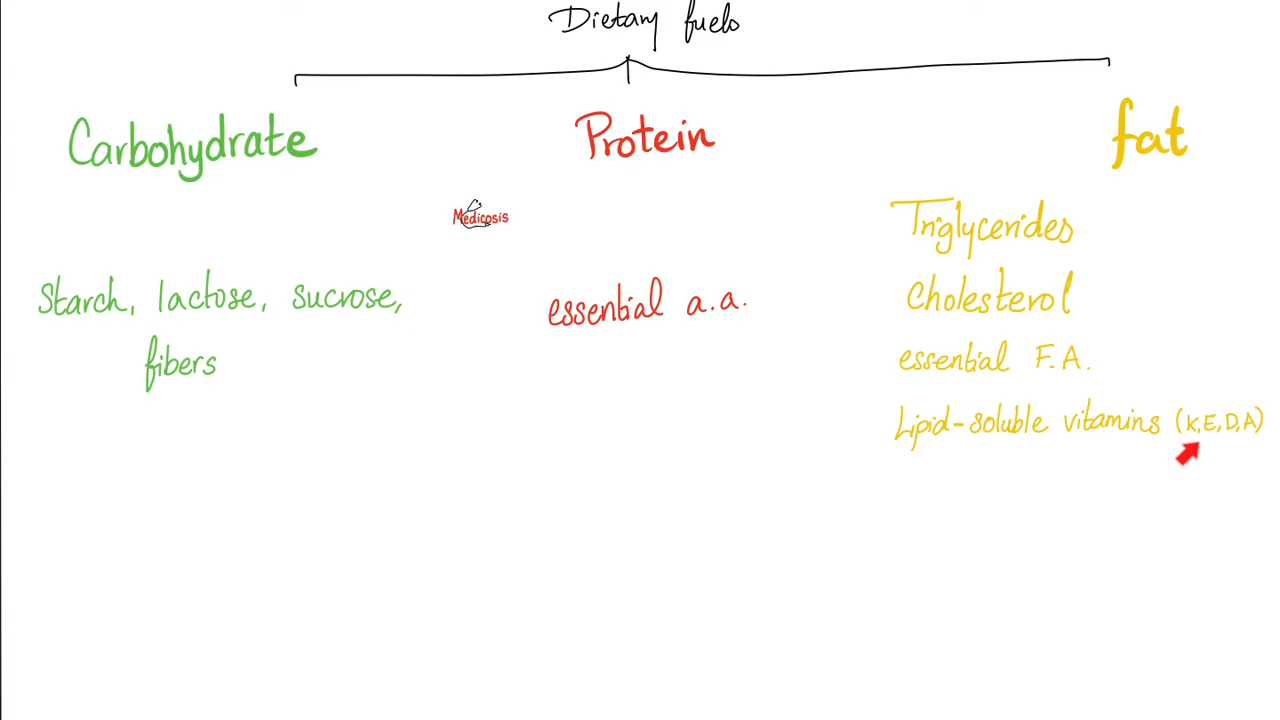 Dietary fuels
Carbohydrate
Protein
fat
Medicosis
Triglycerides
Starch, lactose, sucrose,
fibers
essential a.a.
Cholesterol
essential F.A.
Lipid-soluble vitamins (K,E,D,A)